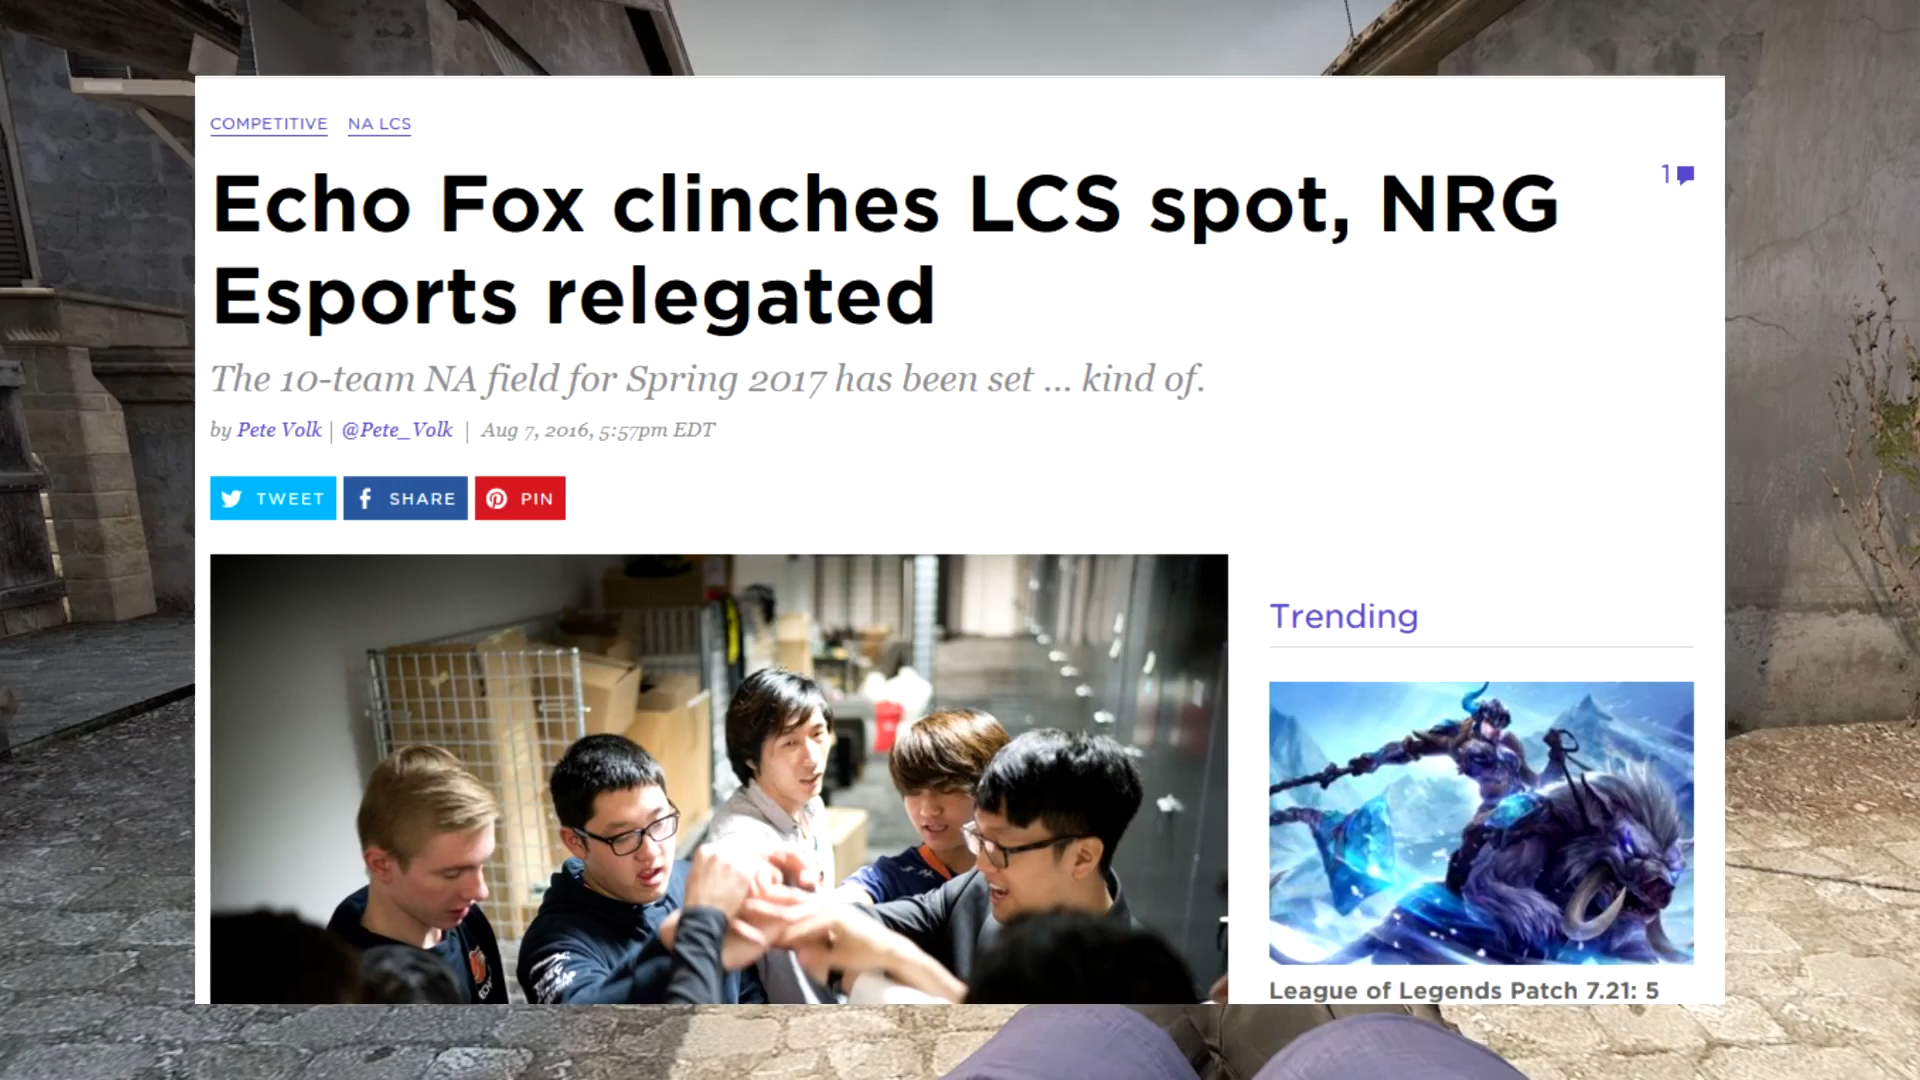 COMPETITIVE NA LCS
Echo Fox clinches LCS spot, NRG
1
Esports relegated
The 10-team NA field for Spring 2017 has been set ... kind of.
by Pete Volk | @Pete_Volk | Aug 7, 2016, 5:57pm EDT
TWEET SHARE PIN
Trending
League of Legends Patch 7.21: 5